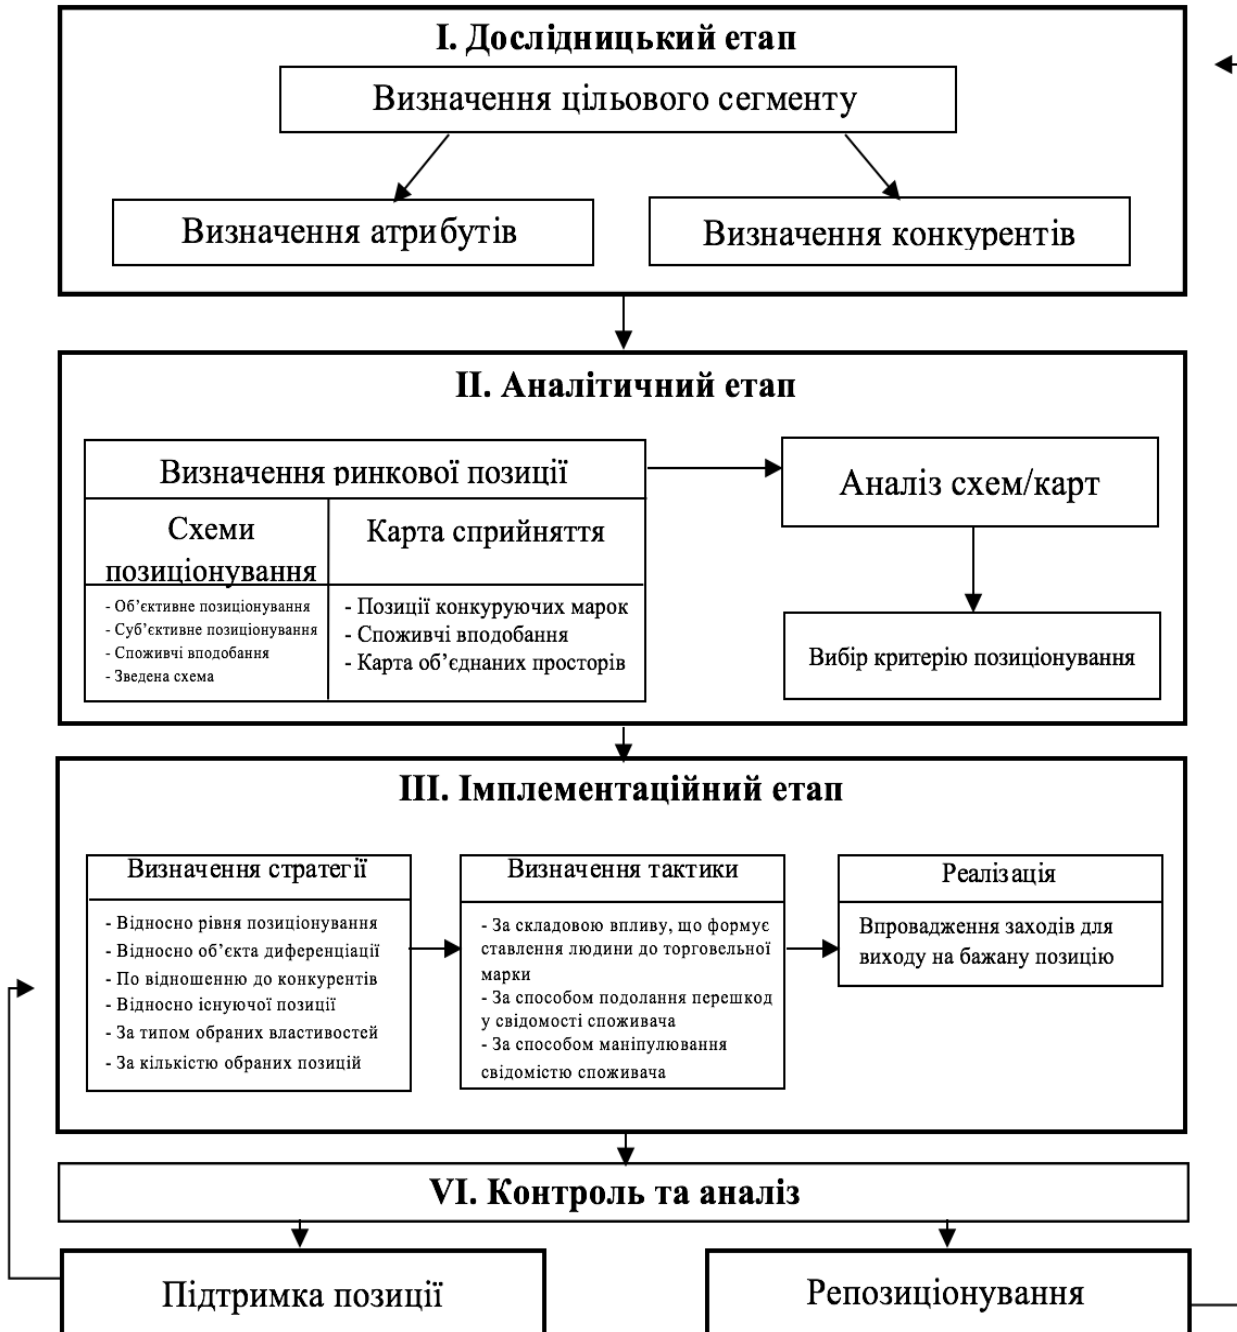 І. Дослідницький етап
Визначення цільового сегменту
Визначення атрибутів
Визначення конкурентів
ІІ. Аналітичний етап
Визначення ринкової позиції
Схеми
позиціонування
- Об’єктивне позиціонування
- Суб’єктивне позиціонування
- Споживчі вподобання
- Зведена схема
Карта сприйняття
- Позиції конкуруючих марок
- Споживчі вподобання
- Карта об’єднаних просторів
Аналіз схем/карт
Вибір критерію позиціонування
ІІІ. Імплементаційний етап
Визначення стратегії
- Відносно рівня позиціонування
- Відносно об’єкта диференціації
- По відношенню до конкурентів
- Відносно існуючої позиції
- За типом обраних властивостей
- За кількістю обраних позицій
Визначення тактики
- За складовою впливу, що формує
ставлення людини до торговельної
марки
- За способом подолання перешкод
у свідомості споживача
- За способом маніпулювання
свідомістю споживача
Реалізація
Впровадження заходів для
виходу на бажану позицію
VI. Контроль та аналіз
Підтримка позиції
Репозиціонування